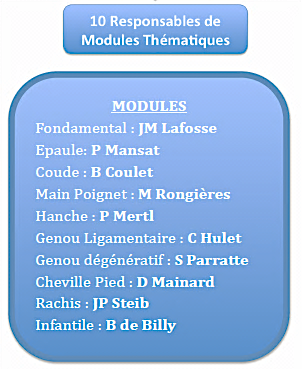 10 Responsables de
Modules Thématiques
MODULES
Fondamental : JM Lafosse
Epaule: P Mansat
Coude : B Coulet
Main Poignet : M Rongières
Hanche : P Mertl
Genou Ligamentaire : C Hulet
Genou dégénératif : S Parratte
Cheville Pied : D Mainard
Rachis : JP Steib
Infantile : B de Billy